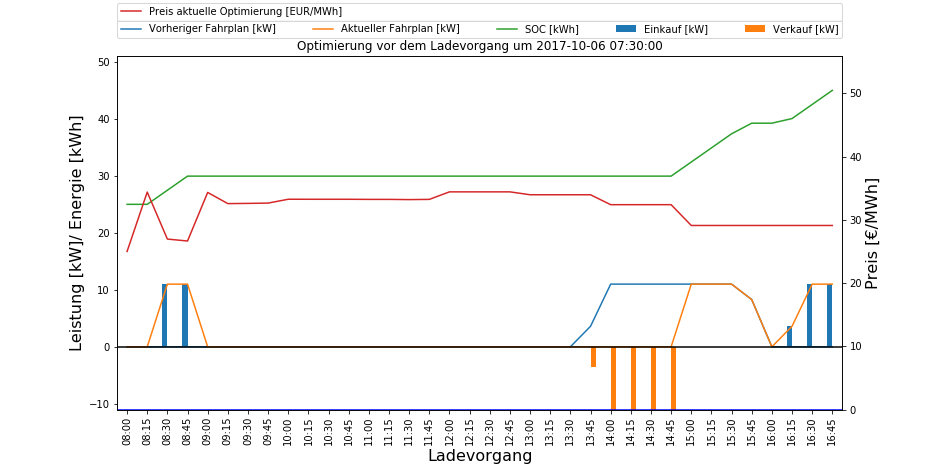 Preis aktuelle Optimierung [EUR/MWh]
Vorheriger Fahrplan [kW] Aktueller Fahrplan [kW] SOC [kWh] Einkauf [kW] Verkauf [kW]
Optimierung vor dem Ladevorgang um 2017-10-06 07:30:00
Leistung [kW]/ Energie [kWh]
50
40
30
20
10
0
−10
50
40
30
20
10
0
Preis [€/MWh]
08:00 08:15 08:30 08:45 09:00 09:15 09:30 09:45 10:00 10:15 10:30 10:45 11:00 11:15 11:30 11:45 12:00 12:15 12:30 12:45 13:00 13:15 13:30 13:45 14:00 14:15 14:30 14:45 15:00 15:15 15:30 15:45 16:00 16:15 16:30 16:45
Ladevorgang